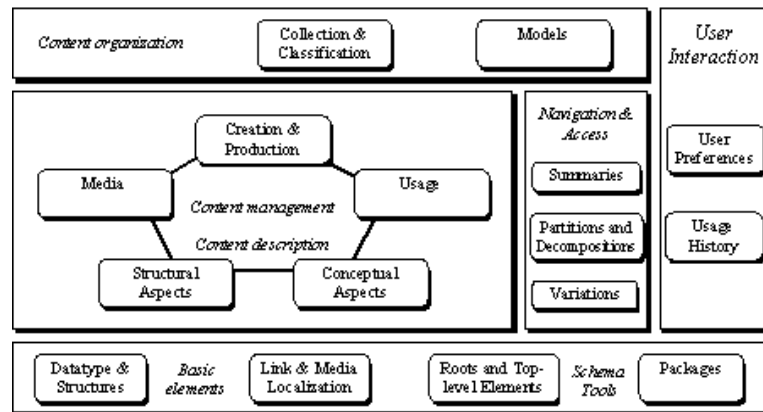 Content organization
Collection &
Classification
Models
User
Interaction
Creation &
Production
Media
Usage
Content management
Content description
Structural
Aspects
Conceptual
Aspects
Navigation &
Access
Summaries
Partitions and
Decompositions
Variations
User
Preferences
Usage
History
Datatype &
Structures
Basic
elements
Link & Media
Localization
Roots and Top-
level Elements
Schema
Tools
Packages